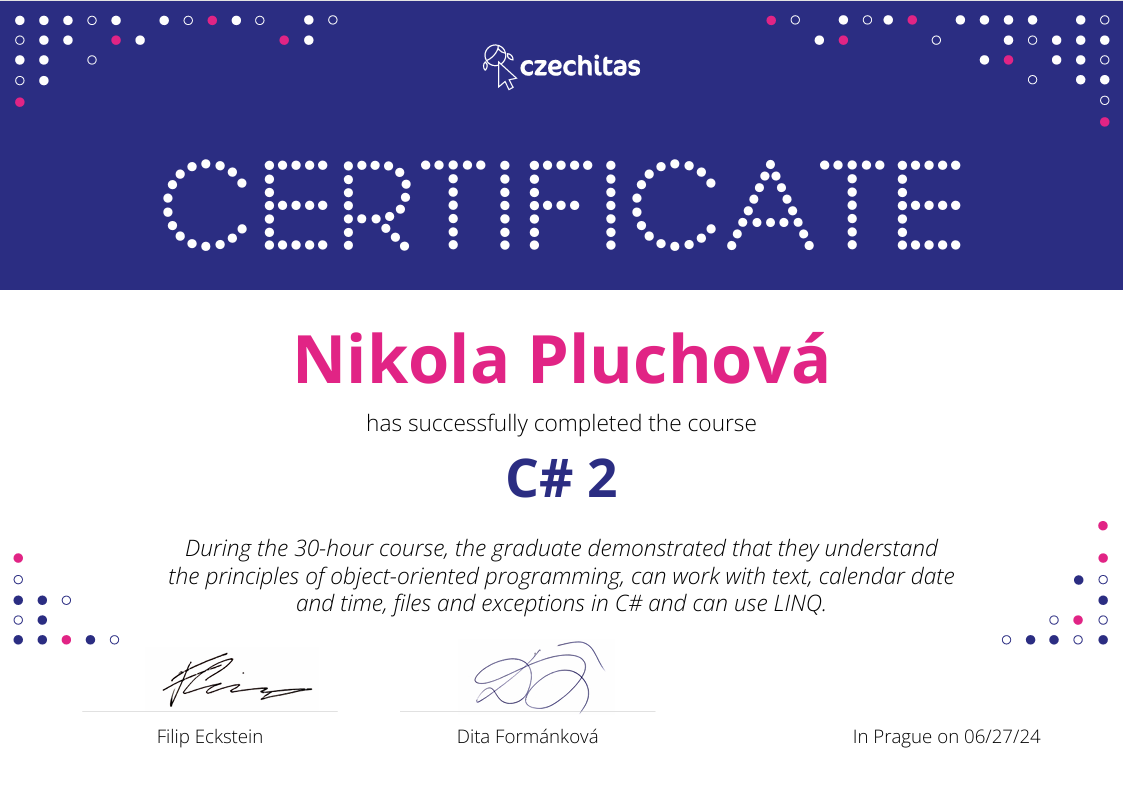 czechitas
CERTIFICATE
Nikola Pluchová
has successfully completed the course
C# 2
During the 30-hour course, the graduate demonstrated that they understand
the principles of object-oriented programming, can work with text, calendar date
and time, files and exceptions in C# and can use LINQ.
Filip Eckstein
Dita Formánková
In Prague on 06/27/24